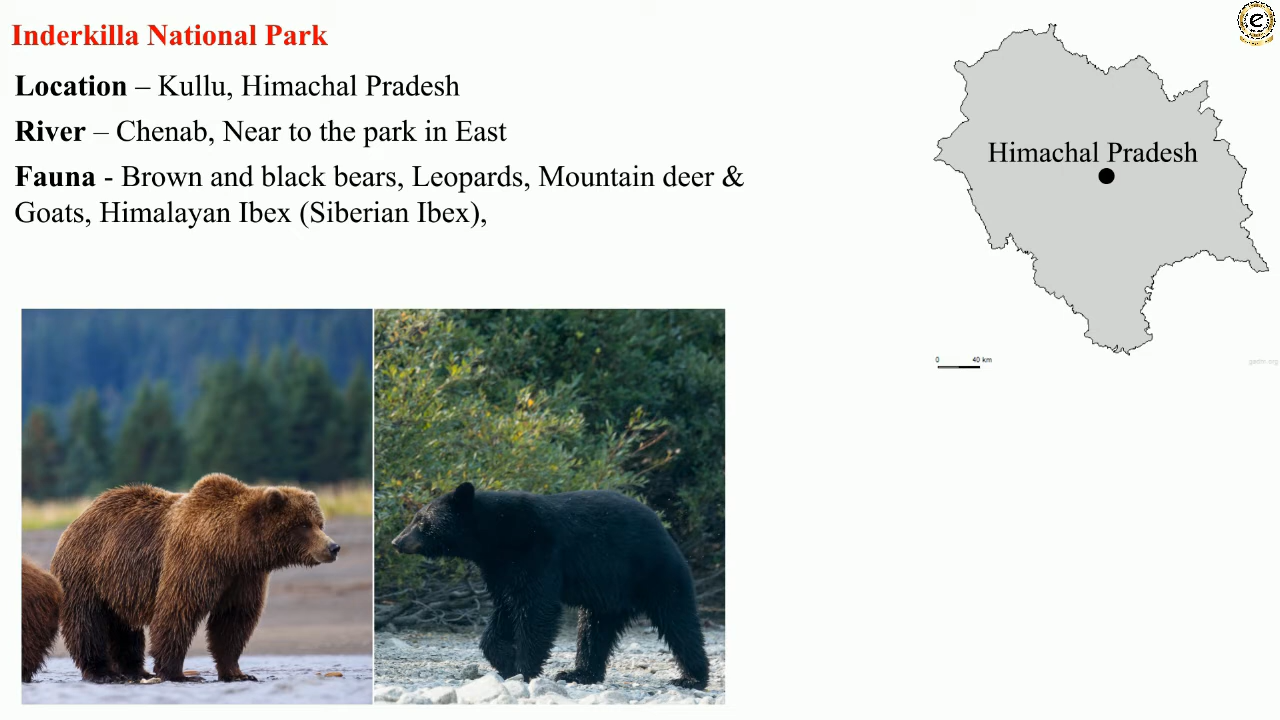 Inderkilla National Park
Location – Kullu, Himachal Pradesh
River – Chenab, Near to the park in East
Fauna - Brown and black bears, Leopards, Mountain deer &
Goats, Himalayan Ibex (Siberian Ibex),
Himachal Pradesh
0 40 km
e